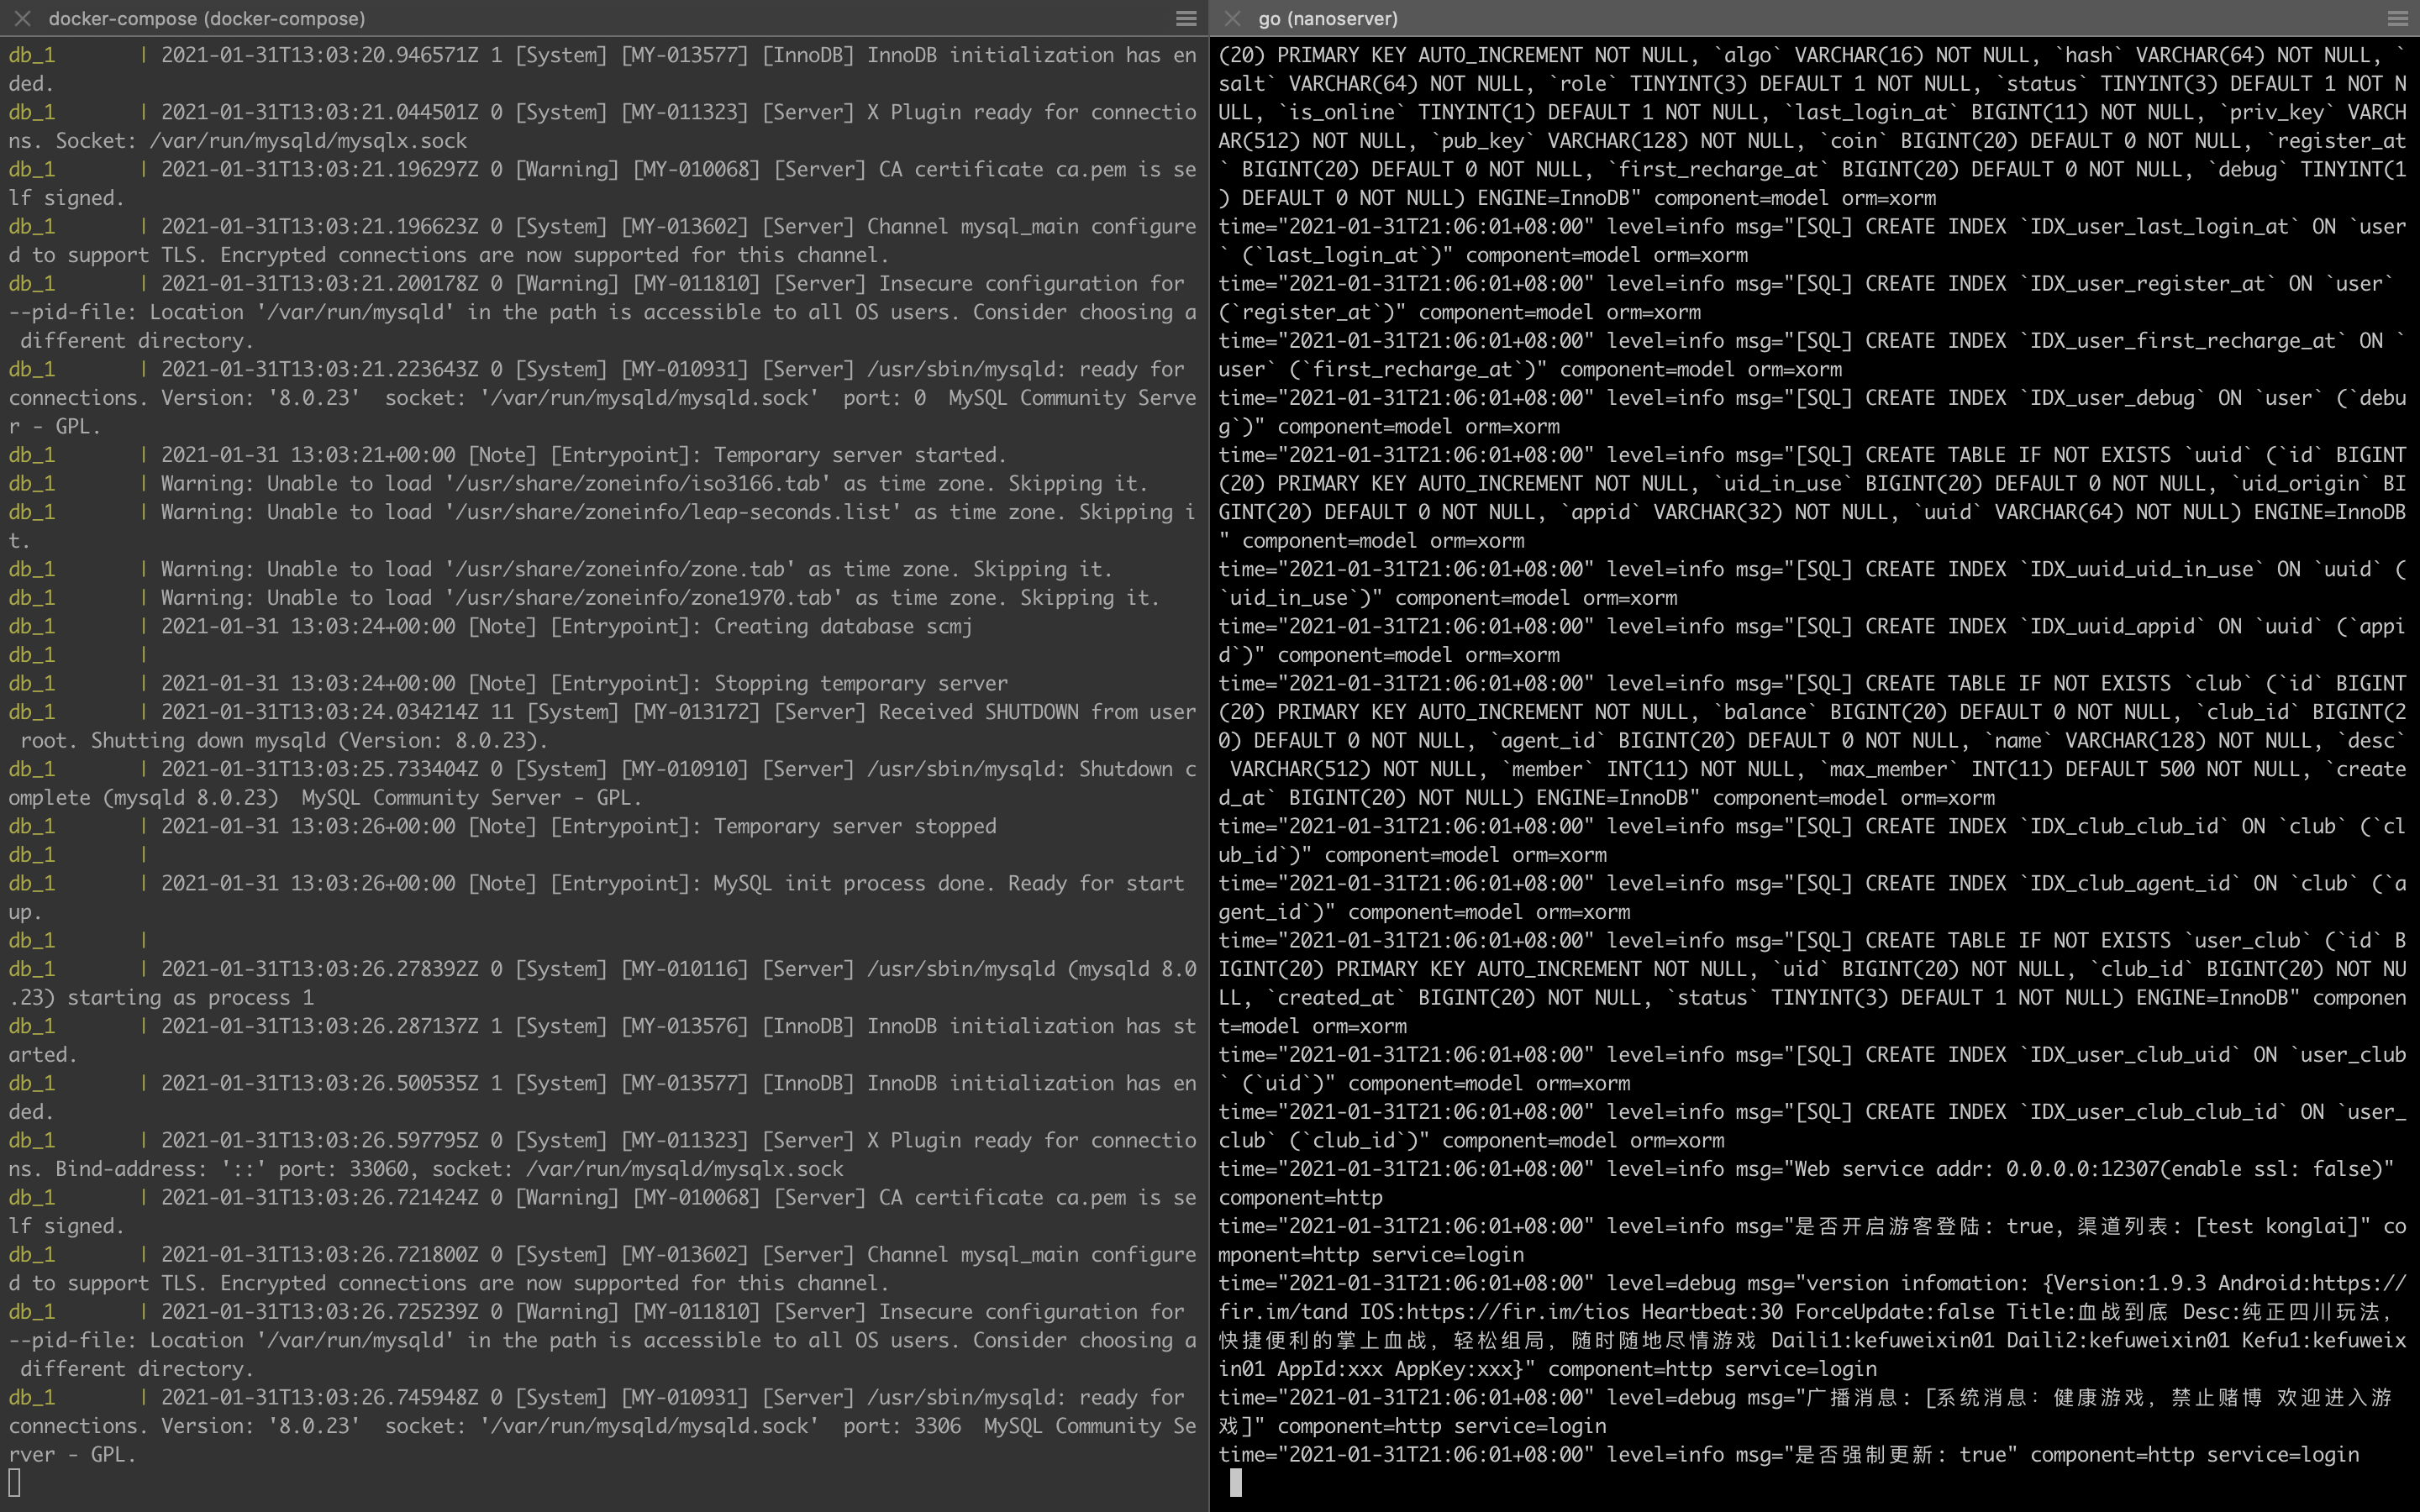 docker-compose (docker-compose)
db_1 | 2021-01-31T13:03:20.946571Z 1 [System] [MY-013577] [InnoDB] InnoDB initialization has en
ded.
db_1 | 2021-01-31T13:03:21.044501Z 0 [System] [MY-011323] [Server] X Plugin ready for connectio
ns. Socket: /var/run/mysqld/mysqlx.sock
db_1 | 2021-01-31T13:03:21.196297Z 0 [Warning] [MY-010068] [Server] CA certificate ca.pem is se
lf signed.
db_1 | 2021-01-31T13:03:21.196623Z 0 [System] [MY-013602] [Server] Channel mysql_main configure
d to support TLS. Encrypted connections are now supported for this channel.
db_1 | 2021-01-31T13:03:21.200178Z 0 [Warning] [MY-011810] [Server] Insecure configuration for
--pid-file: Location '/var/run/mysqld' in the path is accessible to all OS users. Consider choosing a
different directory.
db_1 | 2021-01-31T13:03:21.223643Z 0 [System] [MY-010931] [Server] /usr/sbin/mysqld: ready for
connections. Version: '8.0.23'  socket: '/var/run/mysqld/mysqld.sock'  port: 0  MySQL Community Serve
r - GPL.
db_1 | 2021-01-31 13:03:21+00:00 [Note] [Entrypoint]: Temporary server started.
db_1 | Warning: Unable to load '/usr/share/zoneinfo/iso3166.tab' as time zone. Skipping it.
db_1 | Warning: Unable to load '/usr/share/zoneinfo/leap-seconds.list' as time zone. Skipping i
t.
db_1 | Warning: Unable to load '/usr/share/zoneinfo/zone.tab' as time zone. Skipping it.
db_1 | Warning: Unable to load '/usr/share/zoneinfo/zone1970.tab' as time zone. Skipping it.
db_1 | 2021-01-31 13:03:24+00:00 [Note] [Entrypoint]: Creating database scmj
db_1 |
db_1 | 2021-01-31 13:03:24+00:00 [Note] [Entrypoint]: Stopping temporary server
db_1 | 2021-01-31T13:03:24.034214Z 11 [System] [MY-013172] [Server] Received SHUTDOWN from user
root. Shutting down mysqld (Version: 8.0.23).
db_1 | 2021-01-31T13:03:25.733404Z 0 [System] [MY-010910] [Server] /usr/sbin/mysqld: Shutdown c
omplete (mysqld 8.0.23)  MySQL Community Server - GPL.
db_1 | 2021-01-31 13:03:26+00:00 [Note] [Entrypoint]: Temporary server stopped
db_1 |
db_1 | 2021-01-31 13:03:26+00:00 [Note] [Entrypoint]: MySQL init process done. Ready for start
up.
db_1 |
db_1 | 2021-01-31T13:03:26.278392Z 0 [System] [MY-010116] [Server] /usr/sbin/mysqld (mysqld 8.0
.23) starting as process 1
db_1 | 2021-01-31T13:03:26.287137Z 1 [System] [MY-013576] [InnoDB] InnoDB initialization has st
arted.
db_1 | 2021-01-31T13:03:26.500535Z 1 [System] [MY-013577] [InnoDB] InnoDB initialization has en
ded.
db_1 | 2021-01-31T13:03:26.597795Z 0 [System] [MY-011323] [Server] X Plugin ready for connectio
ns. Bind-address: '::' port: 33060, socket: /var/run/mysqld/mysqlx.sock
db_1 | 2021-01-31T13:03:26.721424Z 0 [Warning] [MY-010068] [Server] CA certificate ca.pem is se
lf signed.
db_1 | 2021-01-31T13:03:26.721800Z 0 [System] [MY-013602] [Server] Channel mysql_main configure
d to support TLS. Encrypted connections are now supported for this channel.
db_1 | 2021-01-31T13:03:26.725239Z 0 [Warning] [MY-011810] [Server] Insecure configuration for
--pid-file: Location '/var/run/mysqld' in the path is accessible to all OS users. Consider choosing a
different directory.
db_1 | 2021-01-31T13:03:26.745948Z 0 [System] [MY-010931] [Server] /usr/sbin/mysqld: ready for
connections. Version: '8.0.23'  socket: '/var/run/mysqld/mysqld.sock'  port: 3306  MySQL Community Se
rver - GPL.
go (nanoserver)
(20) PRIMARY KEY AUTO_INCREMENT NOT NULL, `algo` VARCHAR(16) NOT NULL, `hash` VARCHAR(64) NOT NULL, `
salt` VARCHAR(64) NOT NULL, `role` TINYINT(3) DEFAULT 1 NOT NULL, `status` TINYINT(3) DEFAULT 1 NOT N
ULL, `is_online` TINYINT(1) DEFAULT 1 NOT NULL, `last_login_at` BIGINT(11) NOT NULL, `priv_key` VARCH
AR(512) NOT NULL, `pub_key` VARCHAR(128) NOT NULL, `coin` BIGINT(20) DEFAULT 0 NOT NULL, `register_at
` BIGINT(20) DEFAULT 0 NOT NULL, `first_recharge_at` BIGINT(20) DEFAULT 0 NOT NULL, `debug` TINYINT(1
) DEFAULT 0 NOT NULL) ENGINE=InnoDB" component=model orm=xorm
time="2021-01-31T21:06:01+08:00" level=info msg="[SQL] CREATE INDEX `IDX_user_last_login_at` ON `user
` (`last_login_at`)" component=model orm=xorm
time="2021-01-31T21:06:01+08:00" level=info msg="[SQL] CREATE INDEX `IDX_user_register_at` ON `user`
(`register_at`)" component=model orm=xorm
time="2021-01-31T21:06:01+08:00" level=info msg="[SQL] CREATE INDEX `IDX_user_first_recharge_at` ON `
user` (`first_recharge_at`)" component=model orm=xorm
time="2021-01-31T21:06:01+08:00" level=info msg="[SQL] CREATE INDEX `IDX_user_debug` ON `user` (`debu
g`)" component=model orm=xorm
time="2021-01-31T21:06:01+08:00" level=info msg="[SQL] CREATE TABLE IF NOT EXISTS `uuid` (`id` BIGINT
(20) PRIMARY KEY AUTO_INCREMENT NOT NULL, `uid_in_use` BIGINT(20) DEFAULT 0 NOT NULL, `uid_origin` BI
GINT(20) DEFAULT 0 NOT NULL, `appid` VARCHAR(32) NOT NULL, `uuid` VARCHAR(64) NOT NULL) ENGINE=InnoDB
" component=model orm=xorm
time="2021-01-31T21:06:01+08:00" level=info msg="[SQL] CREATE INDEX `IDX_uuid_uid_in_use` ON `uuid` (
`uid_in_use`)" component=model orm=xorm
time="2021-01-31T21:06:01+08:00" level=info msg="[SQL] CREATE INDEX `IDX_uuid_appid` ON `uuid` (`appi
d`)" component=model orm=xorm
time="2021-01-31T21:06:01+08:00" level=info msg="[SQL] CREATE TABLE IF NOT EXISTS `club` (`id` BIGINT
(20) PRIMARY KEY AUTO_INCREMENT NOT NULL, `balance` BIGINT(20) DEFAULT 0 NOT NULL, `club_id` BIGINT(2
0) DEFAULT 0 NOT NULL, `agent_id` BIGINT(20) DEFAULT 0 NOT NULL, `name` VARCHAR(128) NOT NULL, `desc`
VARCHAR(512) NOT NULL, `member` INT(11) NOT NULL, `max_member` INT(11) DEFAULT 500 NOT NULL, `create
d_at` BIGINT(20) NOT NULL) ENGINE=InnoDB" component=model orm=xorm
time="2021-01-31T21:06:01+08:00" level=info msg="[SQL] CREATE INDEX `IDX_club_club_id` ON `club` (`cl
ub_id`)" component=model orm=xorm
time="2021-01-31T21:06:01+08:00" level=info msg="[SQL] CREATE INDEX `IDX_club_agent_id` ON `club` (`a
gent_id`)" component=model orm=xorm
time="2021-01-31T21:06:01+08:00" level=info msg="[SQL] CREATE TABLE IF NOT EXISTS `user_club` (`id` B
IGINT(20) PRIMARY KEY AUTO_INCREMENT NOT NULL, `uid` BIGINT(20) NOT NULL, `club_id` BIGINT(20) NOT NU
LL, `created_at` BIGINT(20) NOT NULL, `status` TINYINT(3) DEFAULT 1 NOT NULL) ENGINE=InnoDB" componen
t=model orm=xorm
time="2021-01-31T21:06:01+08:00" level=info msg="[SQL] CREATE INDEX `IDX_user_club_uid` ON `user_club
` (`uid`)" component=model orm=xorm
time="2021-01-31T21:06:01+08:00" level=info msg="[SQL] CREATE INDEX `IDX_user_club_club_id` ON `user_
club` (`club_id`)" component=model orm=xorm
time="2021-01-31T21:06:01+08:00" level=info msg="Web service addr: 0.0.0.0:12307(enable ssl: false)"
component=http
time="2021-01-31T21:06:01+08:00" level=info msg="是否开启游客登陆: true, 渠道列表: [test konglai]" co
mponent=http service=login
time="2021-01-31T21:06:01+08:00" level=debug msg="version infomation: {Version:1.9.3 Android:https://
fir.im/tand IOS:https://fir.im/tios Heartbeat:30 ForceUpdate:false Title:血战到底 Desc:纯正四川玩法，
快捷便利的掌上血战，轻松组局，随时随地尽情游戏 Daili1:kefuweixin01 Daili2:kefuweixin01 Kefu1:kefuweix
in01 AppId:xxx AppKey:xxx}" component=http service=login
time="2021-01-31T21:06:01+08:00" level=debug msg="广播消息: [系统消息：健康游戏，禁止赌博 欢迎进入游
戏]" component=http service=login
time="2021-01-31T21:06:01+08:00" level=info msg="是否强制更新: true" component=http service=login